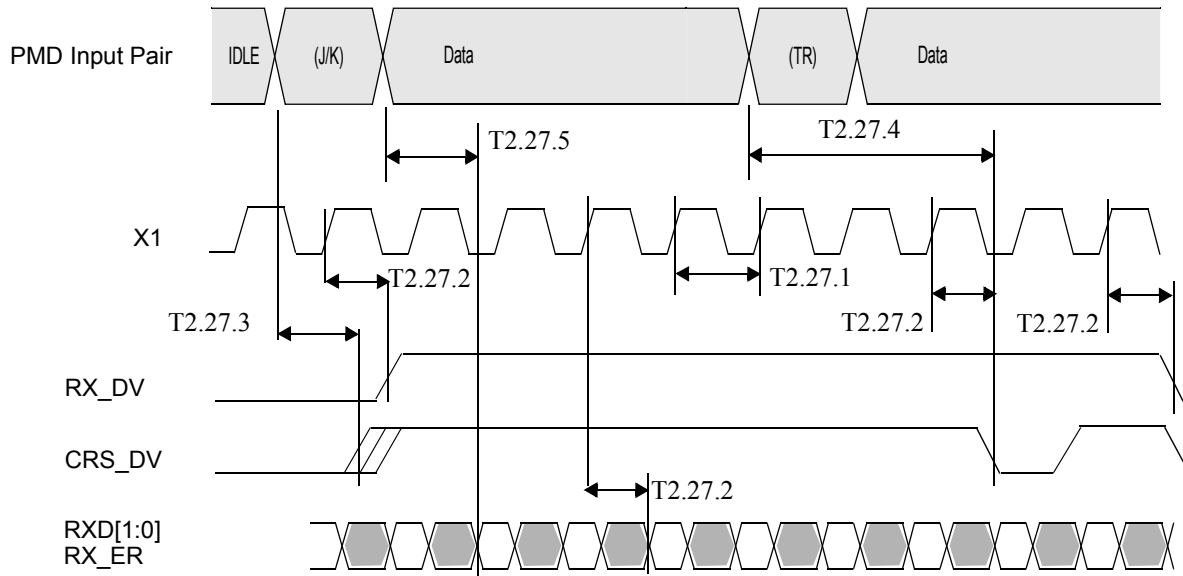 PMD Input Pair
IDLE
(J/K)
Data
(TR)
Data
T2.27.5
T2.27.4
X1
T2.27.2
T2.27.1
T2.27.3
T2.27.2
T2.27.2
RX_DV
CRS_DV
T2.27.2
RXD[1:0]
RX_ER